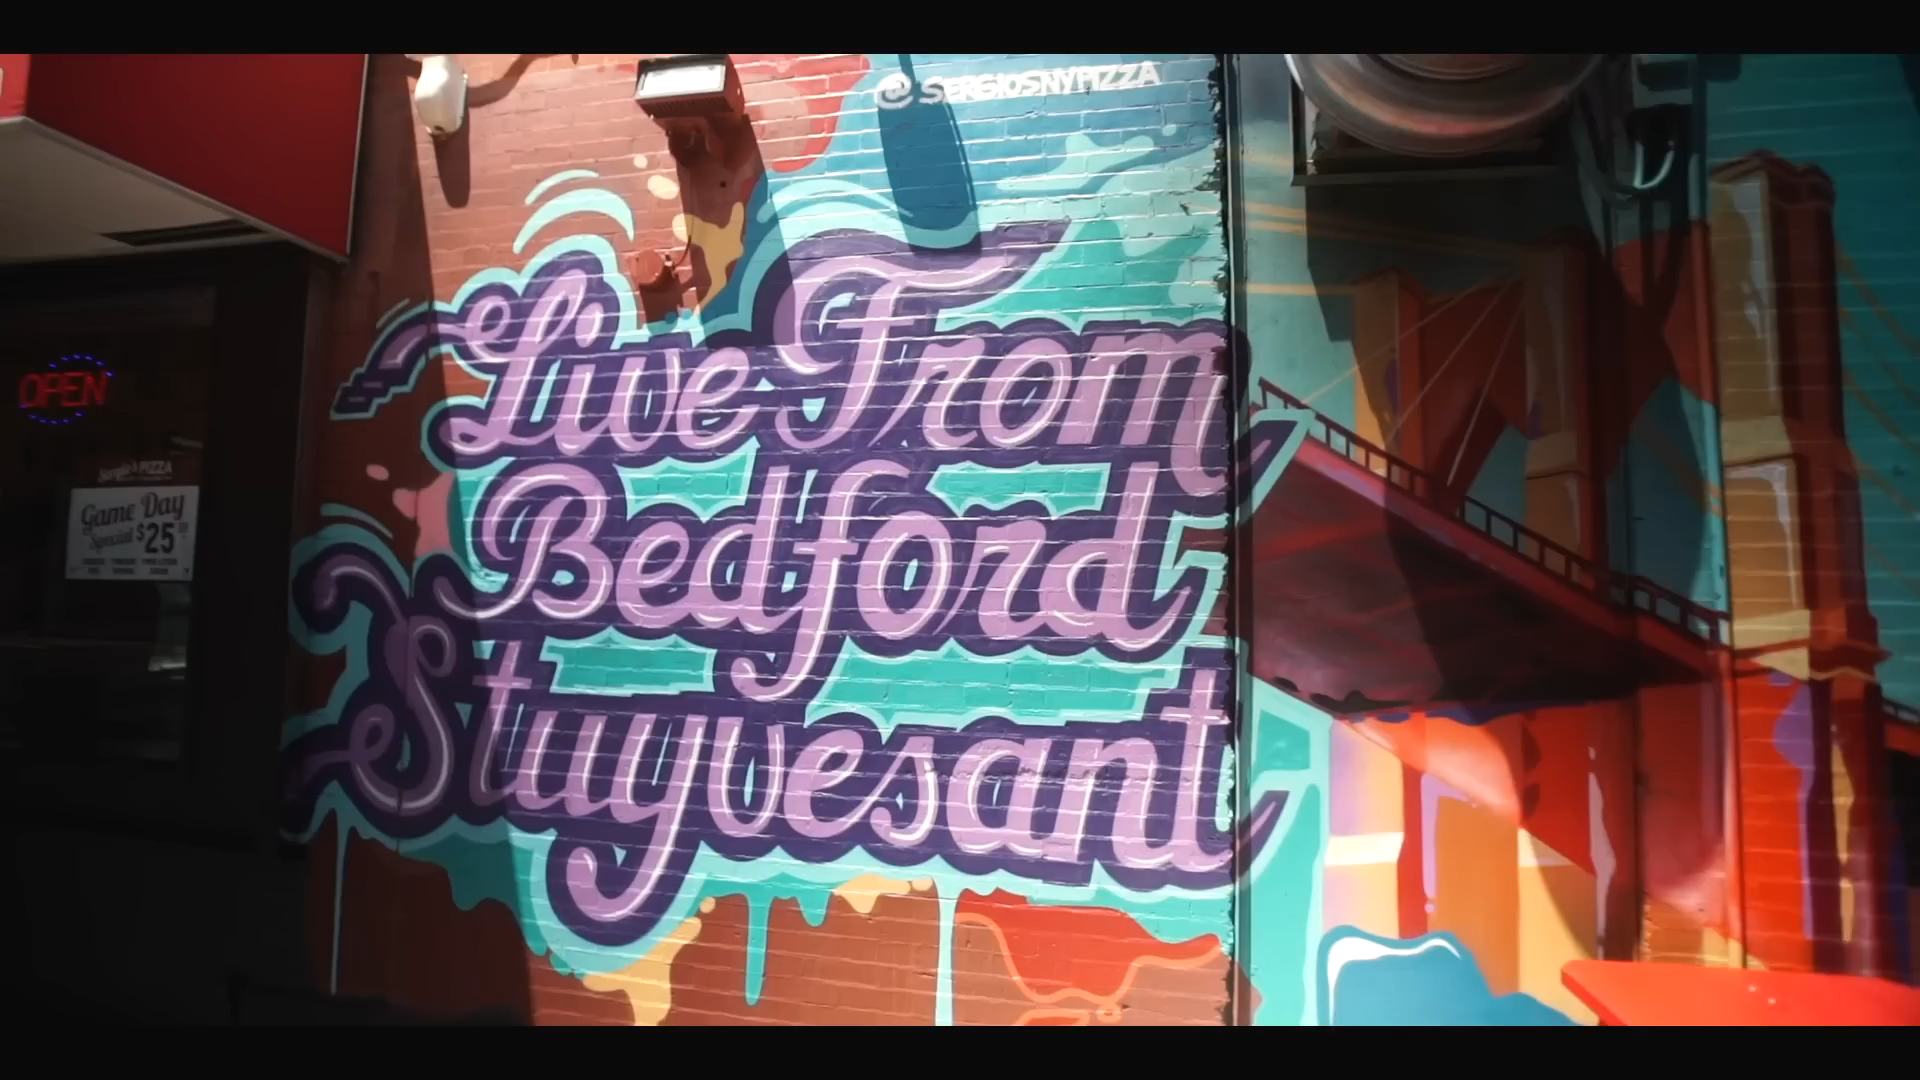 @SERGIOSNYPIZZA
Live From
Bedford
Stuyvesant
OPEN
Sergio's PIZZA
Game Day
Special $25